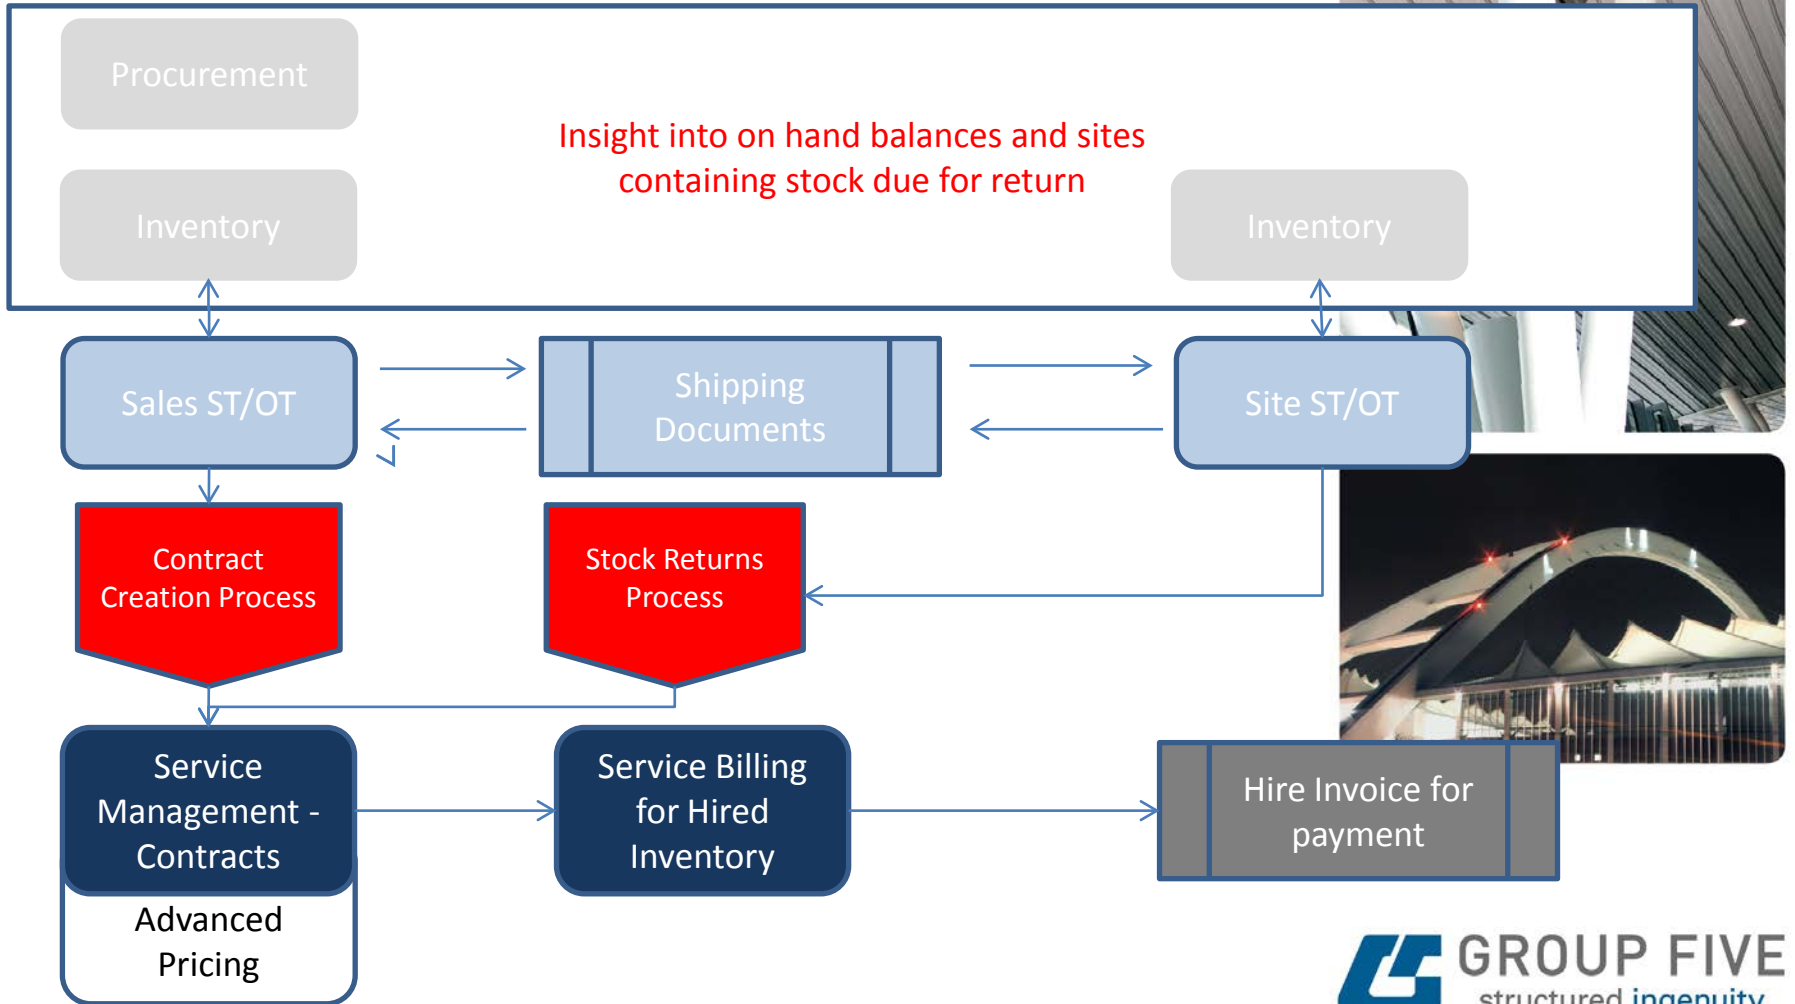 Procurement
Insight into on hand balances and sites
containing stock due for return
Inventory
Inventory
Sales ST/OT
Shipping
Documents
Site ST/OT
Contract
Creation Process
Stock Returns
Process
Service
Management -
Contracts
Service Billing
for Hired
Inventory
Hire Invoice for
payment
Advanced
Pricing
GROUP FIVE
structured ingenuity